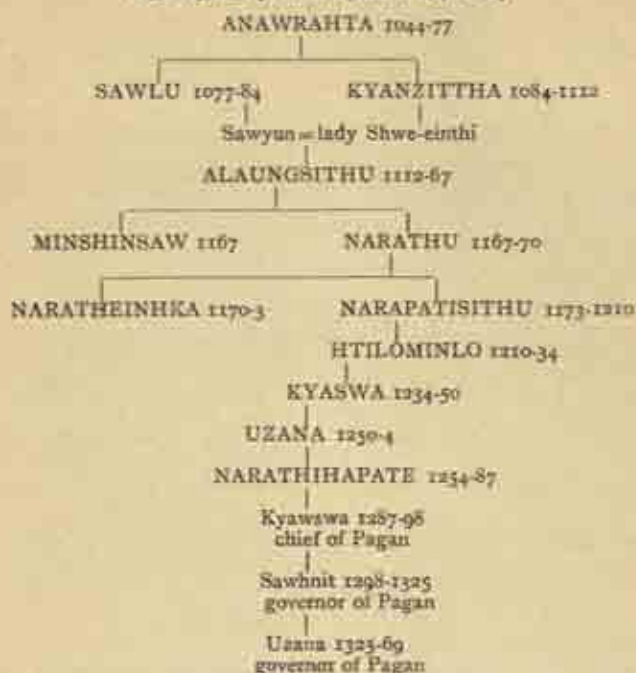 ANAWRAHTA 1044-77
SAWLU 1077-84 KYANZITTHA 1084-1112
Sawyun = lady Shwe-einthi
ALAUNGSITHU 1112-67
MINSHINSAW 1167 NARATHU 1167-70
NARATHEINHKA 1170-3 NARAPATISITHU 1173-1210
HTILOMINLO 1210-34
KYASWA 1234-50
UZANA 1250-4
NARATHIHAPATE 1254-87
Kyawswa 1287-98
chief of Pagan
Sawhnit 1298-1325
governor of Pagan
Uzana 1325-69
governor of Pagan